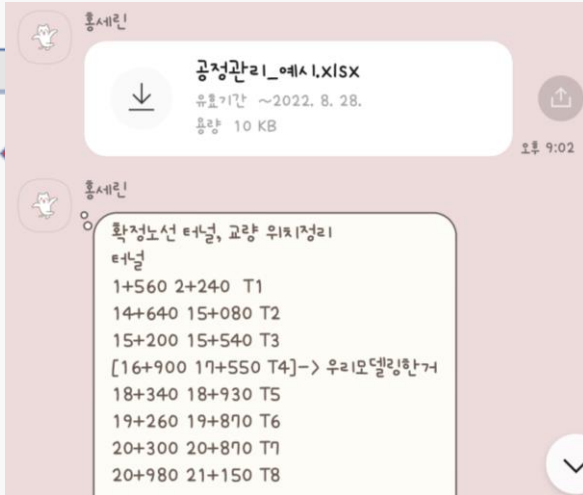 홍세린
공정관리_예시.xlsx
유효기간 ~2022. 8. 28.
용량 10 KB
오후 9:02
홍세린
확정노선 터널, 교량 위치정리
터널
1+560 2+240 T1
14+640 15+080 T2
15+200 15+540 T3
[16+900 17+550 T4]-> 우리모델링한거
18+340 18+930 T5
19+260 19+870 T6
20+300 20+870 T7
20+980 21+150 T8